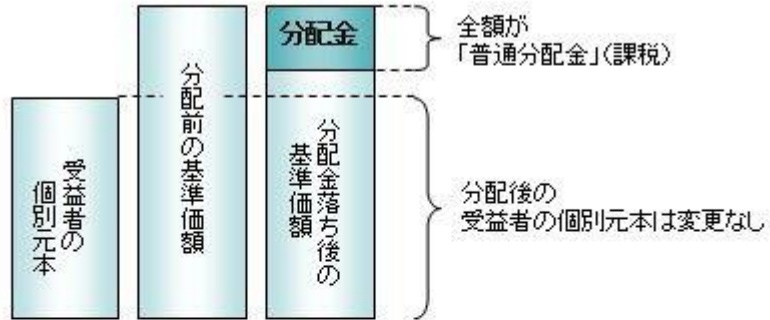 受益者の
個別元本
分配前の基準価額
分配金
分配金落ち後の
基準価額
全額が
「普通分配金」(課税)
分配後の
受益者の個別元本は変更なし